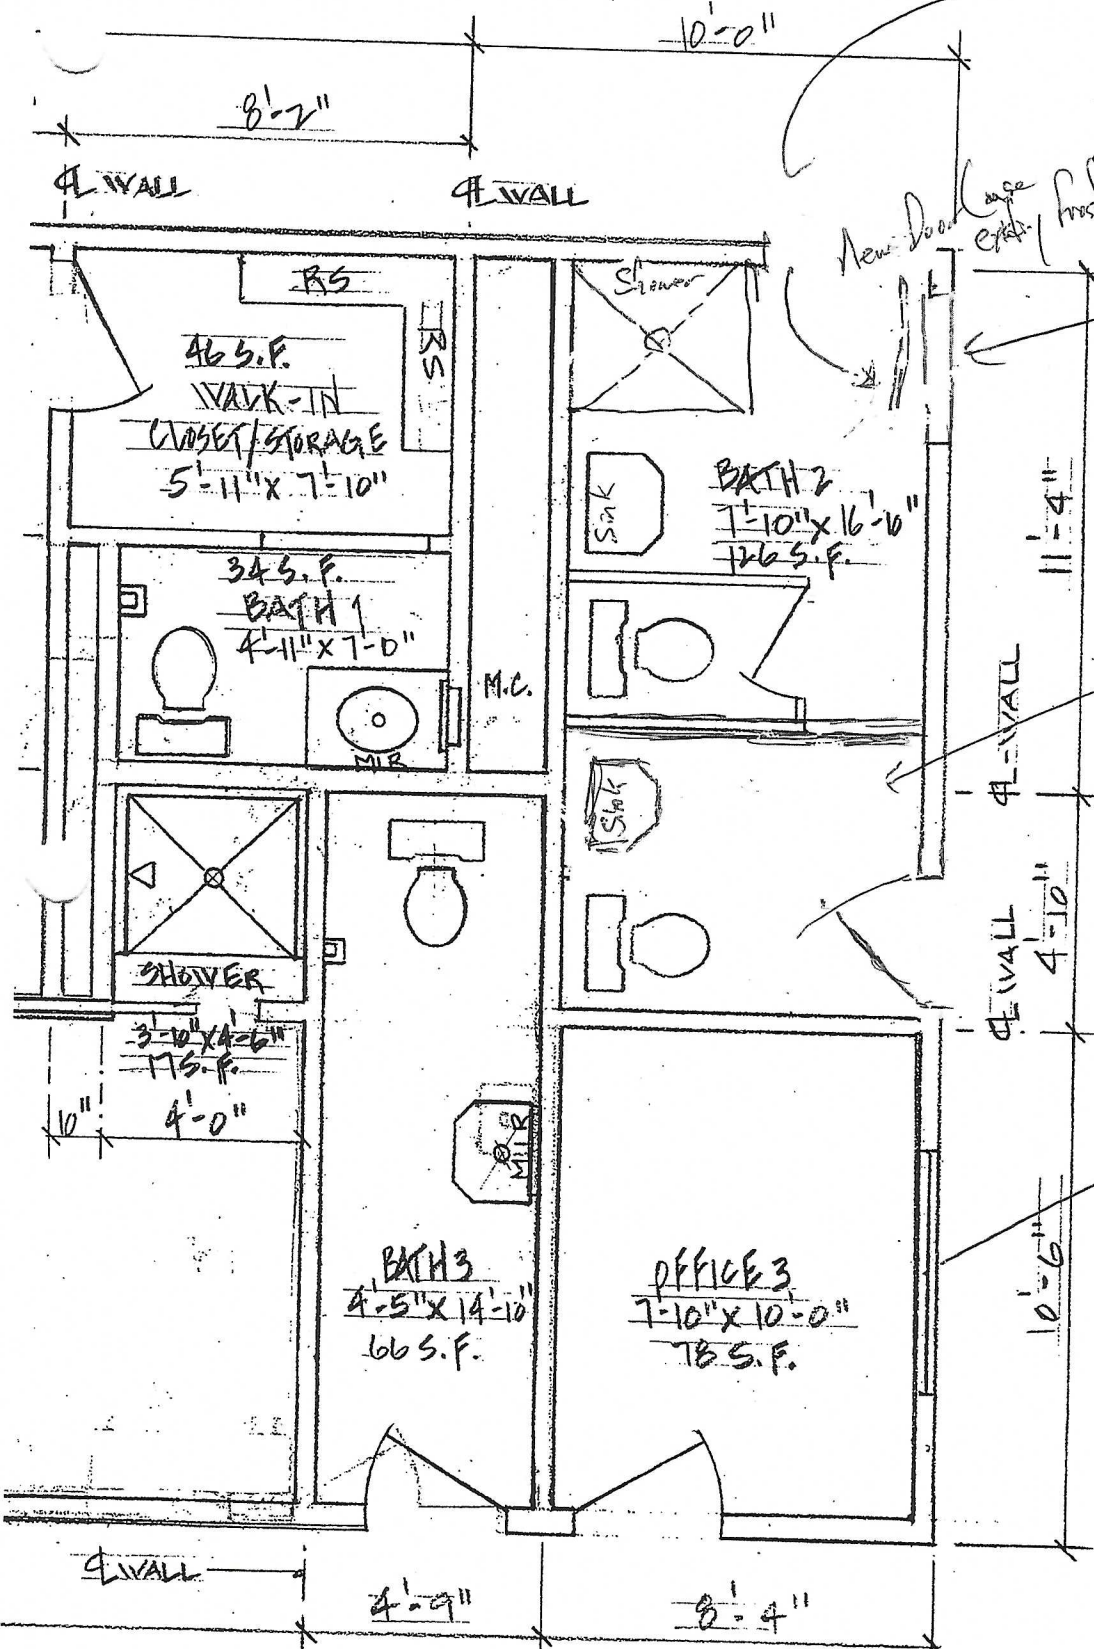 10'-0"
8'-2"
℄ WALL
℄ WALL
New Door
RS
Shower
RS
46 S.F.
WALK-IN
CLOSET/STORAGE
5'-11" X 7'-10"
Sink
BATH 2
7'-10" X 16'-10"
126 S.F.
11'-4"
34 S.F.
BATH 1
4'-11" X 7'-0"
M.C.
MIR
℄ WALL
Sink
SHOWER
3'-10" X 4'-6"
17 S.F.
4'-10"
℄ WALL
10"
4'-0"
MIR
BATH 3
4'-5" X 14'-10"
66 S.F.
OFFICE 3
7'-10" X 10'-0"
78 S.F.
10'-6"
℄ WALL
4'-9"
8'-4"